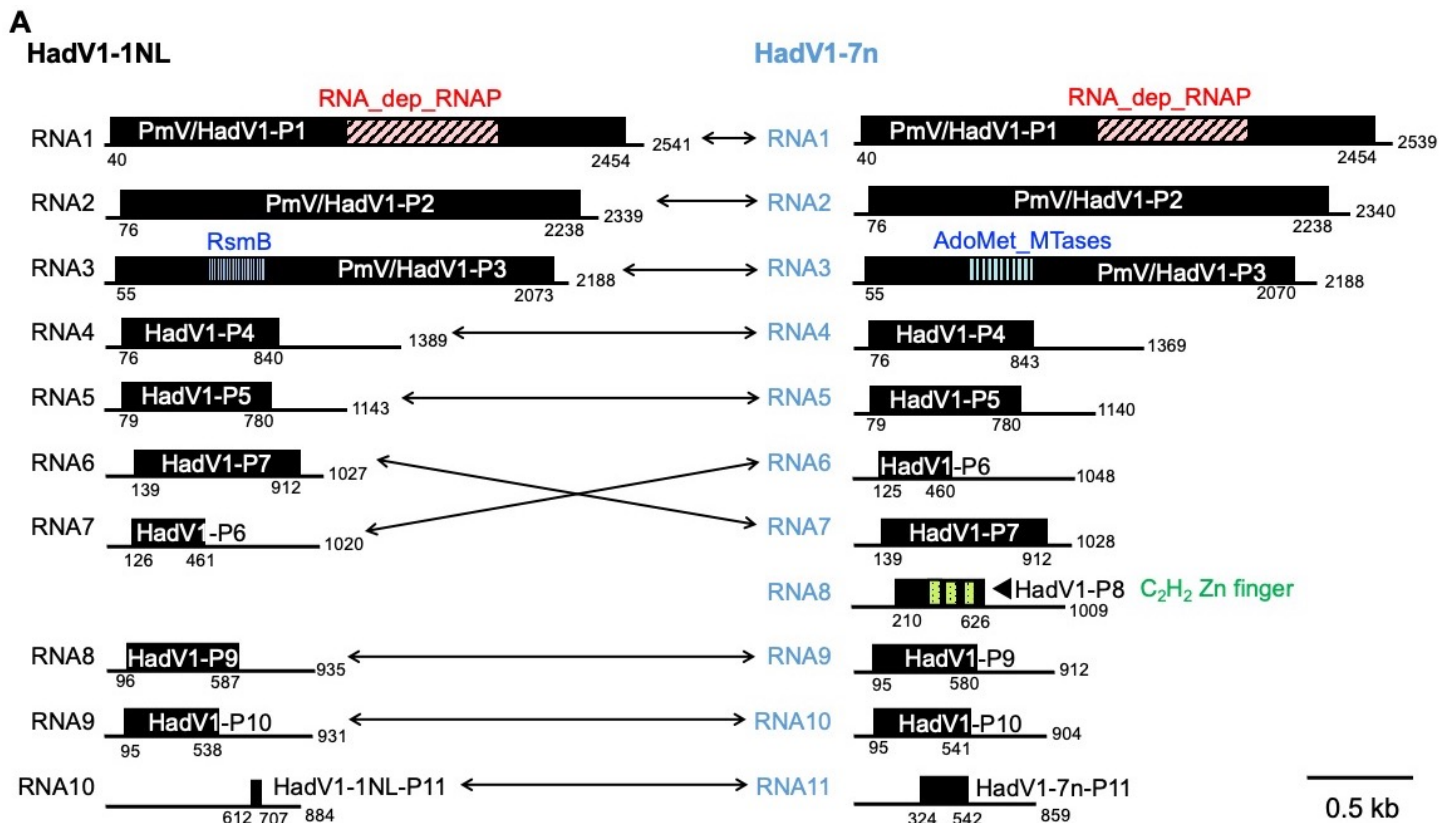 A
HadV1-1NL HadV1-7n
RNA_dep_RNAP RNA_dep_RNAP
RNA1 PmV/HadV1-P1 2541 RNA1 PmV/HadV1-P1 2539
40 2454 40 2454
RNA2 PmV/HadV1-P2 2339 RNA2 PmV/HadV1-P2 2340
76 2238 76 2238
RsmB AdoMet_MTases
RNA3 PmV/HadV1-P3 2188 RNA3 PmV/HadV1-P3 2188
55 2073 55 2070
RNA4 HadV1-P4 1389 RNA4 HadV1-P4 1369
76 840 76 843
RNA5 HadV1-P5 1143 RNA5 HadV1-P5 1140
79 780 79 780
RNA6 HadV1-P7 1027 RNA6 HadV1-P6 1048
139 912 125 460
RNA7 HadV1-P6 1020 RNA7 HadV1-P7 1028
126 461 139 912
RNA8 HadV1-P8 C₂H₂ Zn finger
210 626 1009
RNA8 HadV1-P9 935 RNA9 HadV1-P9 912
96 587 95 580
RNA9 HadV1-P10 931 RNA10 HadV1-P10 904
95 538 95 541
RNA10 HadV1-1NL-P11 RNA11 HadV1-7n-P11
612 707 884 324 542 859
0.5 kb